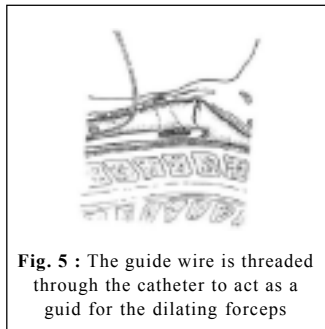 Fig. 5 : The guide wire is threaded
through the catheter to act as a
guid for the dilating forceps